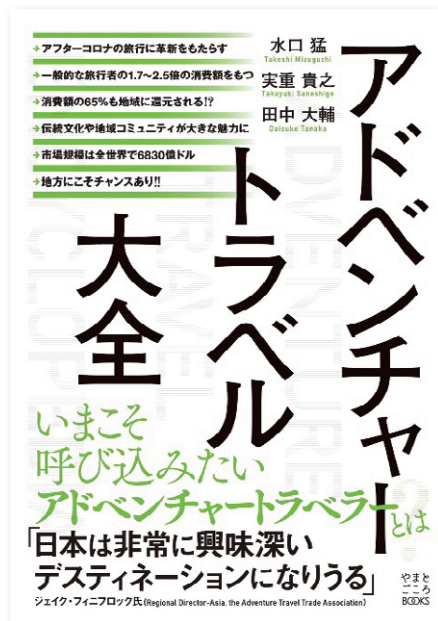 →アフターコロナの旅行に革新をもたらす
→一般的な旅行者の1.7〜2.5倍の消費額をもつ
→消費額の65%も地域に還元される!?
→伝統文化や地域コミュニティが大きな魅力に
→市場規模は全世界で6830億ドル
→地方にこそチャンスあり!!
水口 猛
Takeshi Mizuguchi
実重 貴之
Takayuki Saneshige
田中 大輔
Daisuke Tanaka
アドベンチャー
トラベル
大全
ADVENTURE
TRAVEL
CYCLOPEDIA
いまこそ
呼び込みたい
アドベンチャートラベラーとは
?
「日本は非常に興味深い
デスティネーションになりうる」
ジェイク・フィニフロック氏(Regional Director-Asia, the Adventure Travel Trade Association)
やまと
ごころ
BOOKS